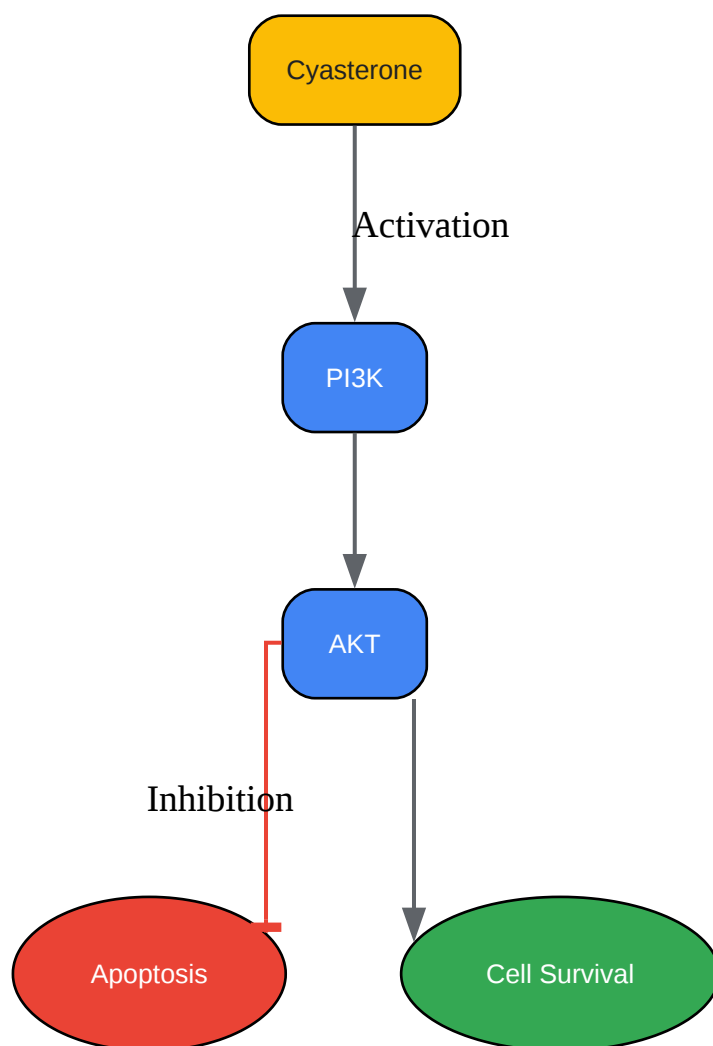 Cyasterone
Activation
PI3K
AKT
Inhibition
Apoptosis
Cell Survival